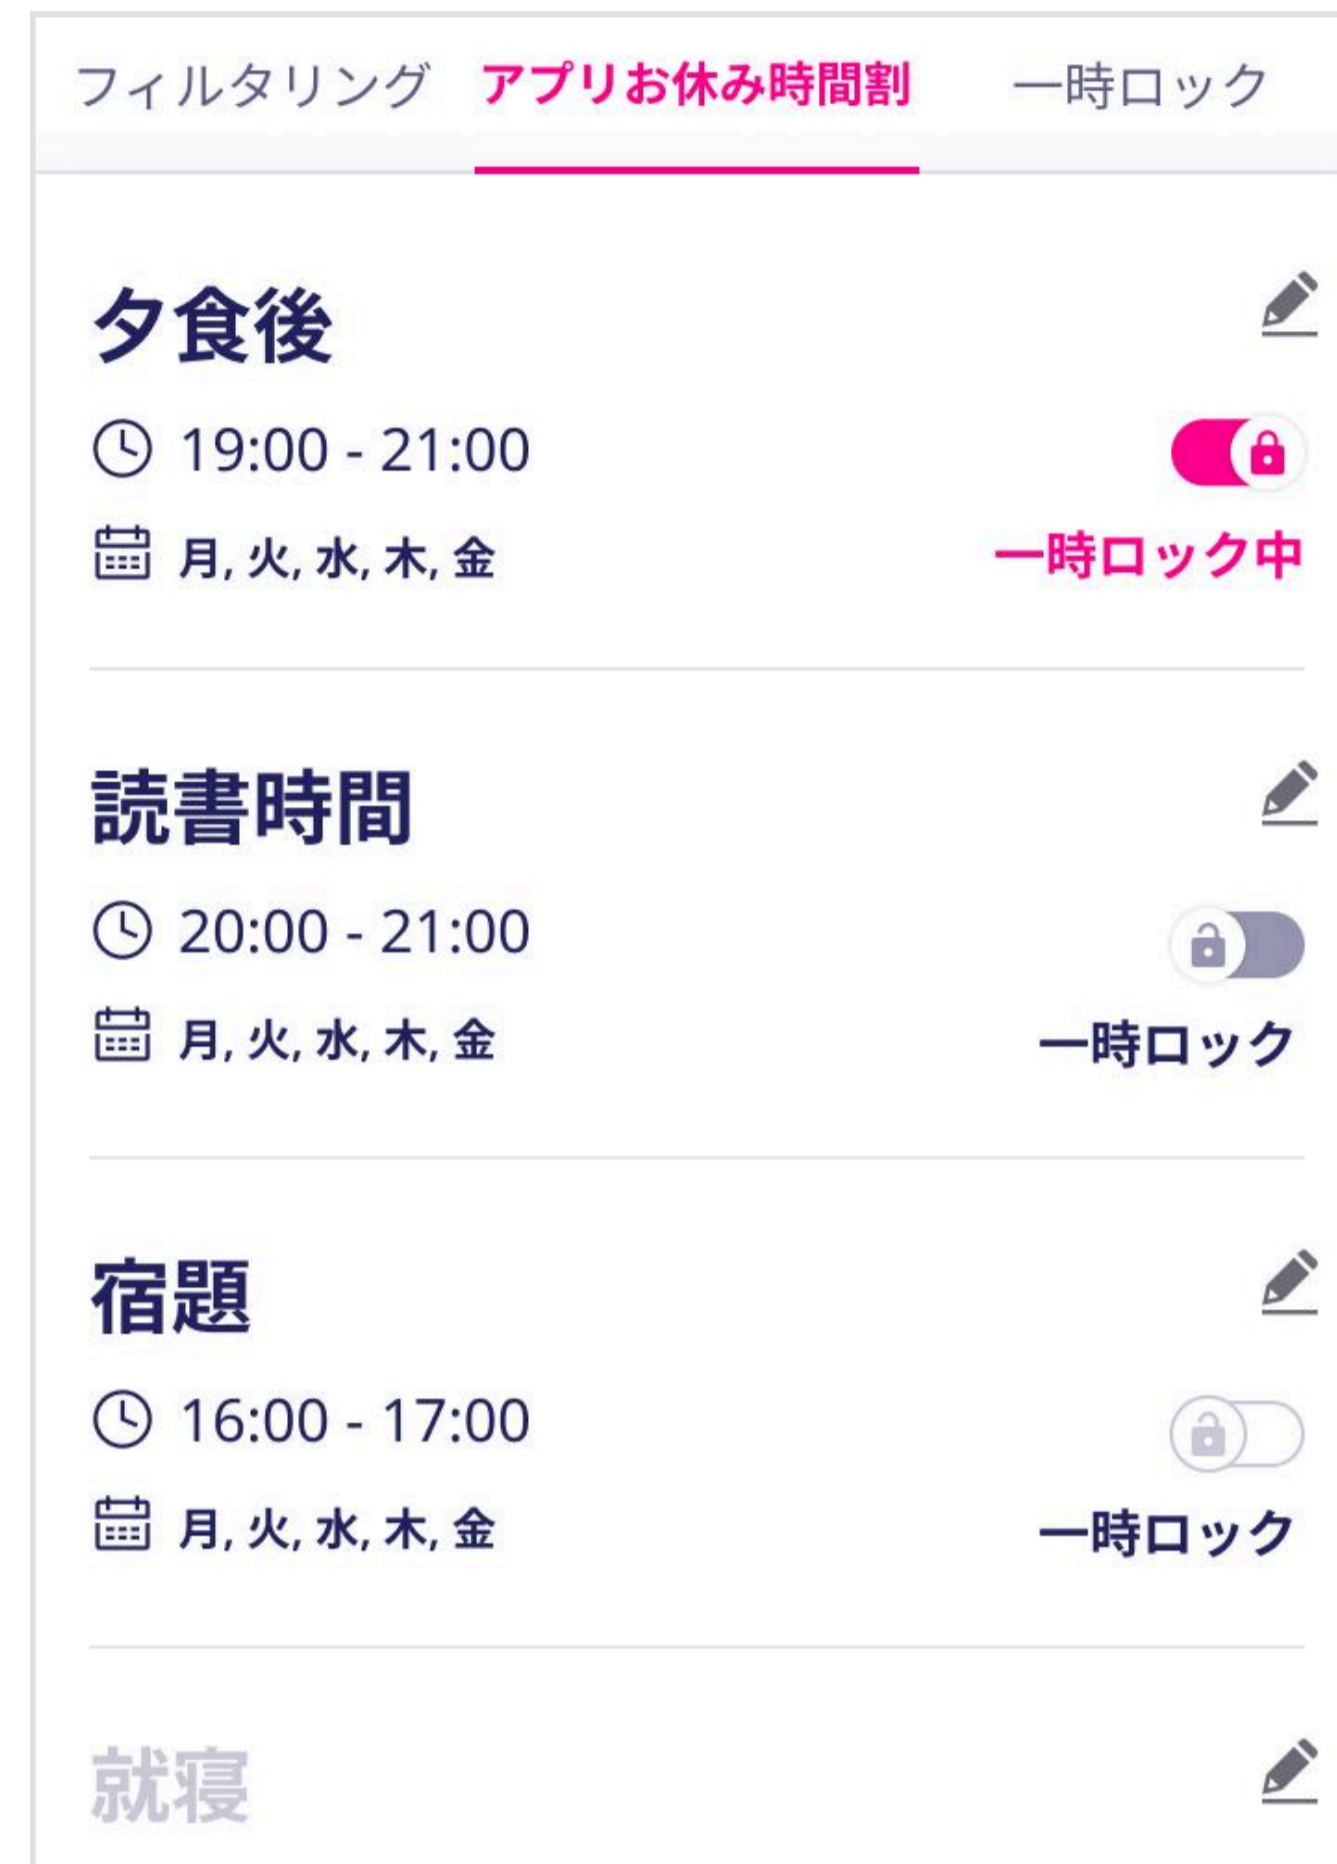 フィルタリング アプリお休み時間割 一時ロック
夕食後
19:00 - 21:00
月, 火, 水, 木, 金
一時ロック中
読書時間
20:00 - 21:00
月, 火, 水, 木, 金
一時ロック
宿題
16:00 - 17:00
月, 火, 水, 木, 金
一時ロック
就寝